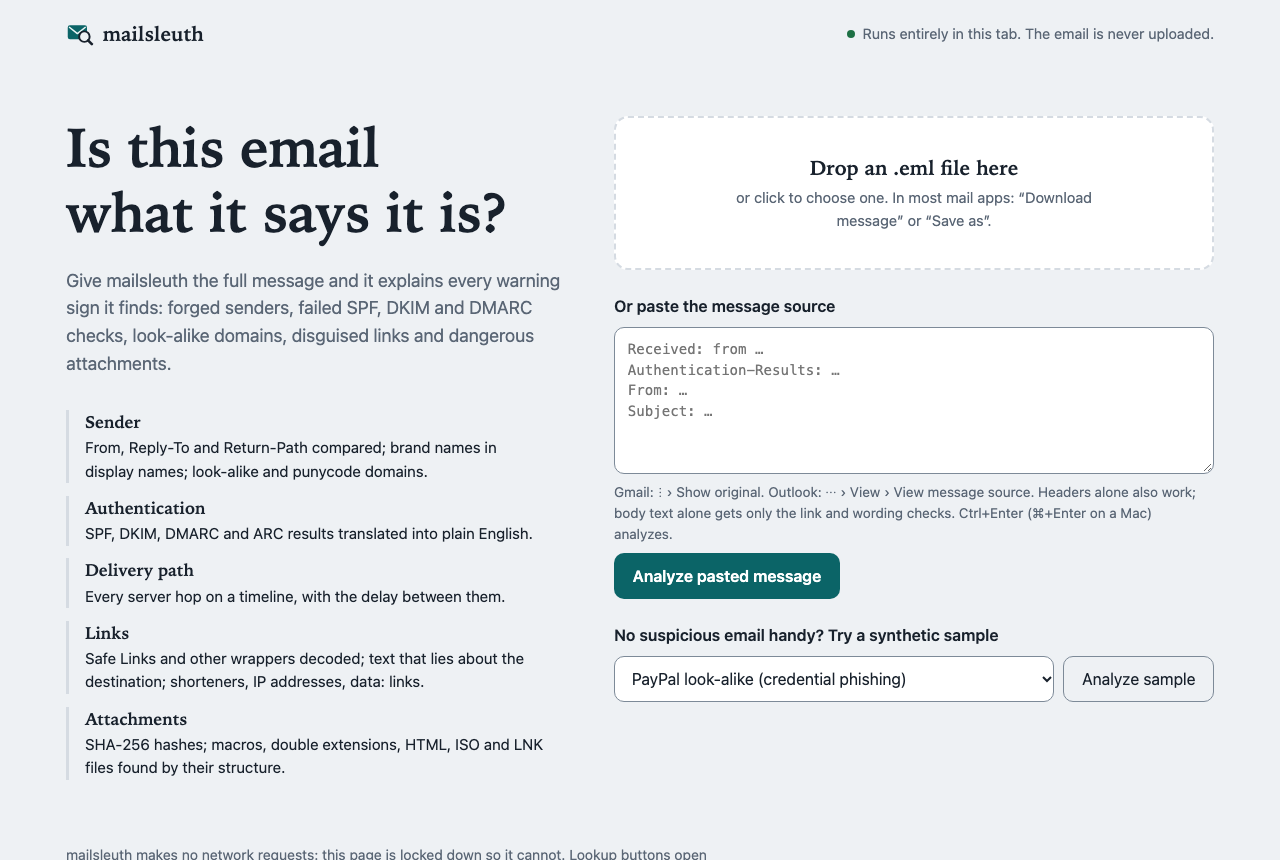 mailsleuth
Runs entirely in this tab. The email is never uploaded.
Is this email
what it says it is?
Give mailsleuth the full message and it explains every warning
sign it finds: forged senders, failed SPF, DKIM and DMARC
checks, look-alike domains, disguised links and dangerous
attachments.
Sender
From, Reply-To and Return-Path compared; brand names in
display names; look-alike and punycode domains.
Authentication
SPF, DKIM, DMARC and ARC results translated into plain English.
Delivery path
Every server hop on a timeline, with the delay between them.
Links
Safe Links and other wrappers decoded; text that lies about the
destination; shorteners, IP addresses, data: links.
Attachments
SHA-256 hashes; macros, double extensions, HTML, ISO and LNK
files found by their structure.
Drop an .eml file here
or click to choose one. In most mail apps: “Download
message” or “Save as”.
Or paste the message source
Received: from …
Authentication-Results: …
From: …
Subject: …
Gmail: ⋮ › Show original. Outlook: ··· › View › View message source. Headers alone also work;
body text alone gets only the link and wording checks. Ctrl+Enter (⌘+Enter on a Mac)
analyzes.
Analyze pasted message
No suspicious email handy? Try a synthetic sample
PayPal look-alike (credential phishing)
Analyze sample
mailsleuth makes no network requests: this page is locked down so it cannot. Lookup buttons open